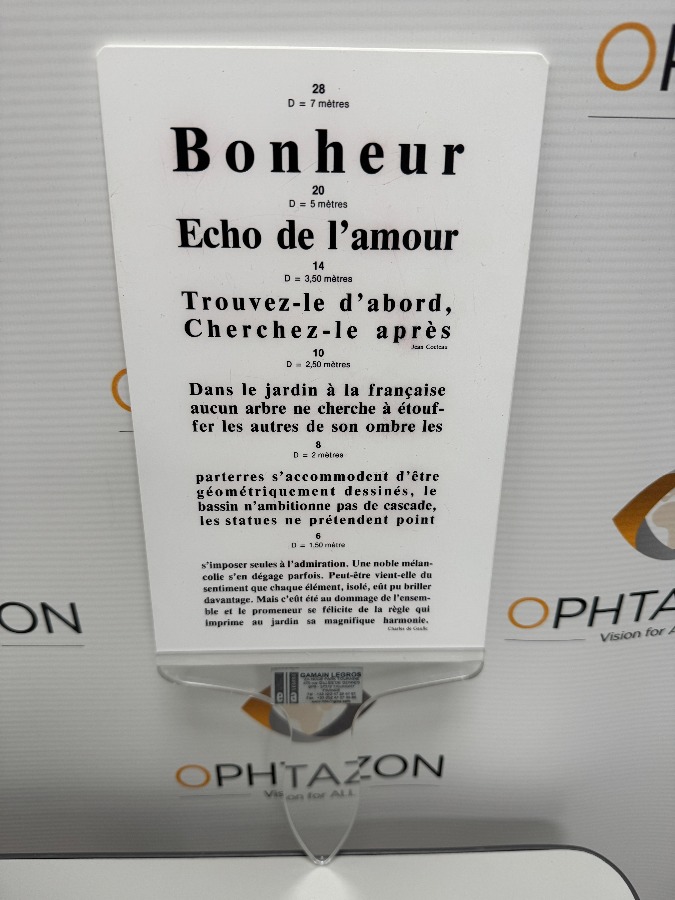 28
D = 7 mètres
Bonheur
20
D = 5 mètres
Echo de l'amour
14
D = 3,50 mètres
Trouvez-le d'abord,
Cherchez-le après
Jean Cocteau
10
D = 2,50 mètres
Dans le jardin à la française
aucun arbre ne cherche à étouf-
fer les autres de son ombre les
8
D = 2 mètres
parterres s'accommodent d'être
géométriquement dessinés, le
bassin n'ambitionne pas de cascade,
les statues ne prétendent point
6
D = 1,50 mètre
s'imposer seules à l'admiration. Une noble mélan-
colie s'en dégage parfois. Peut-être vient-elle du
sentiment que chaque élément, isolé, eût pu briller
davantage. Mais c'eût été au dommage de l'ensem-
ble et le promeneur se félicite de la règle qui
imprime au jardin sa magnifique harmonie.
Charles de Gaulle
GAMAIN LEGROS
OPHTAZON
Vision for ALL
ZON
OPHTA
Vision for A